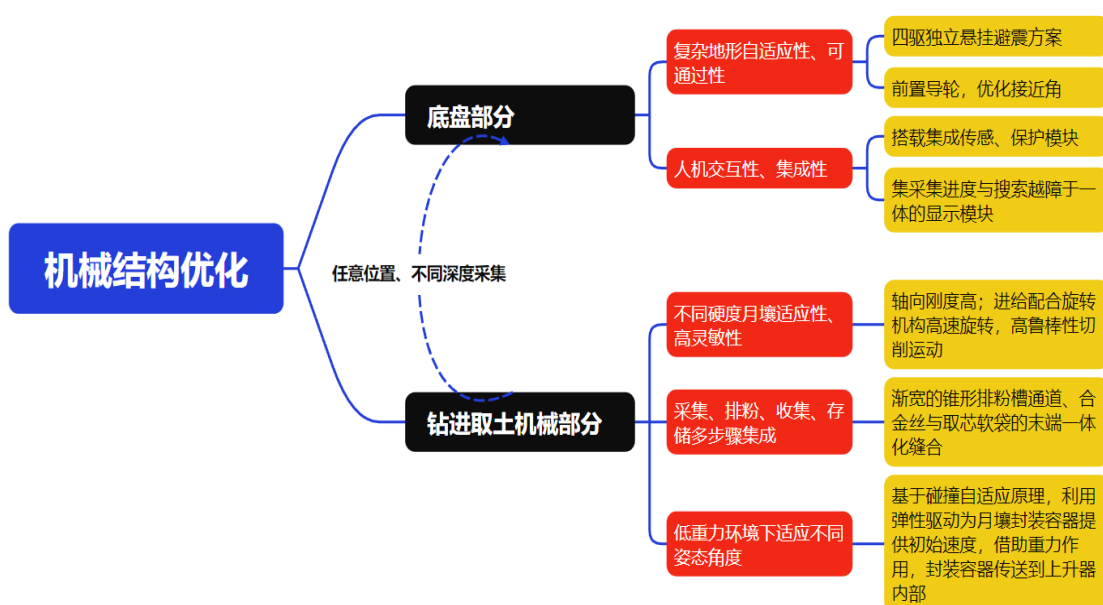 机械结构优化
任意位置、不同深度采集
底盘部分
复杂地形自适应性、可
通过性
四驱独立悬挂避震方案
前置导轮，优化接近角
人机交互性、集成性
搭载集成传感、保护模块
集采集进度与搜索越障于一
体的显示模块
钻进取土机械部分
不同硬度月壤适应性、
高灵敏性
轴向刚度高；进给配合旋转
机构高速旋转，高鲁棒性切
削运动
采集、排粉、收集、存
储多步骤集成
渐宽的锥形排粉槽通道、合
金丝与取芯软袋的末端一体
化缝合
低重力环境下适应不同
姿态角度
基于碰撞自适应原理，利用
弹性驱动为月壤封装容器提
供初始速度，借助重力作
用，封装容器传送到上升器
内部